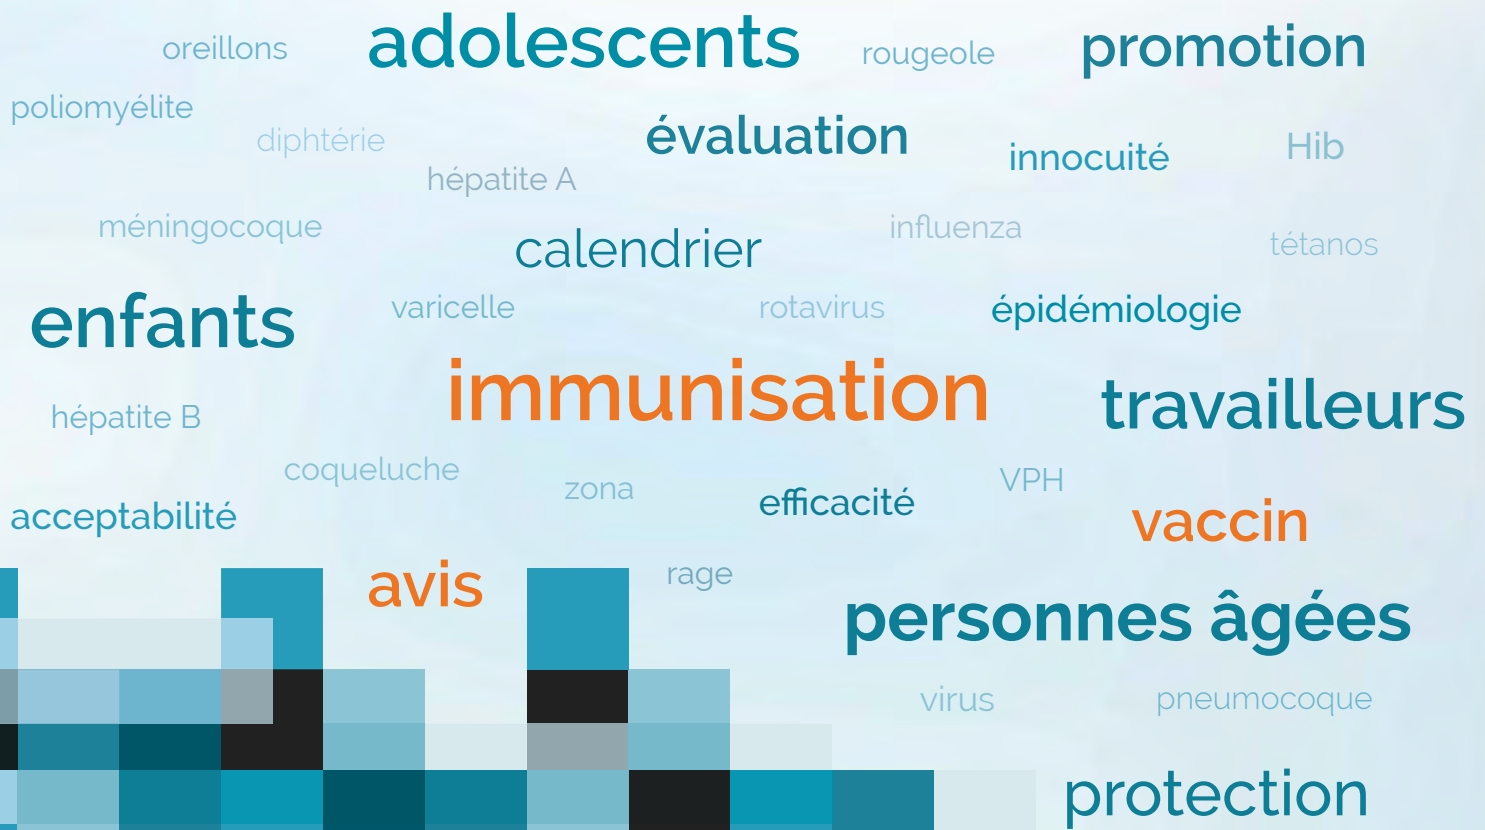 oreillons
adolescents
rougeole
promotion
poliomyélite
diphtérie
évaluation
innocuité
Hib
hépatite A
méningocoque
calendrier
influenza
tétanos
enfants
varicelle
rotavirus
épidémiologie
immunisation
travailleurs
hépatite B
coqueluche
zona
efficacité
VPH
acceptabilité
vaccin
avis
rage
personnes âgées
virus
pneumocoque
protection